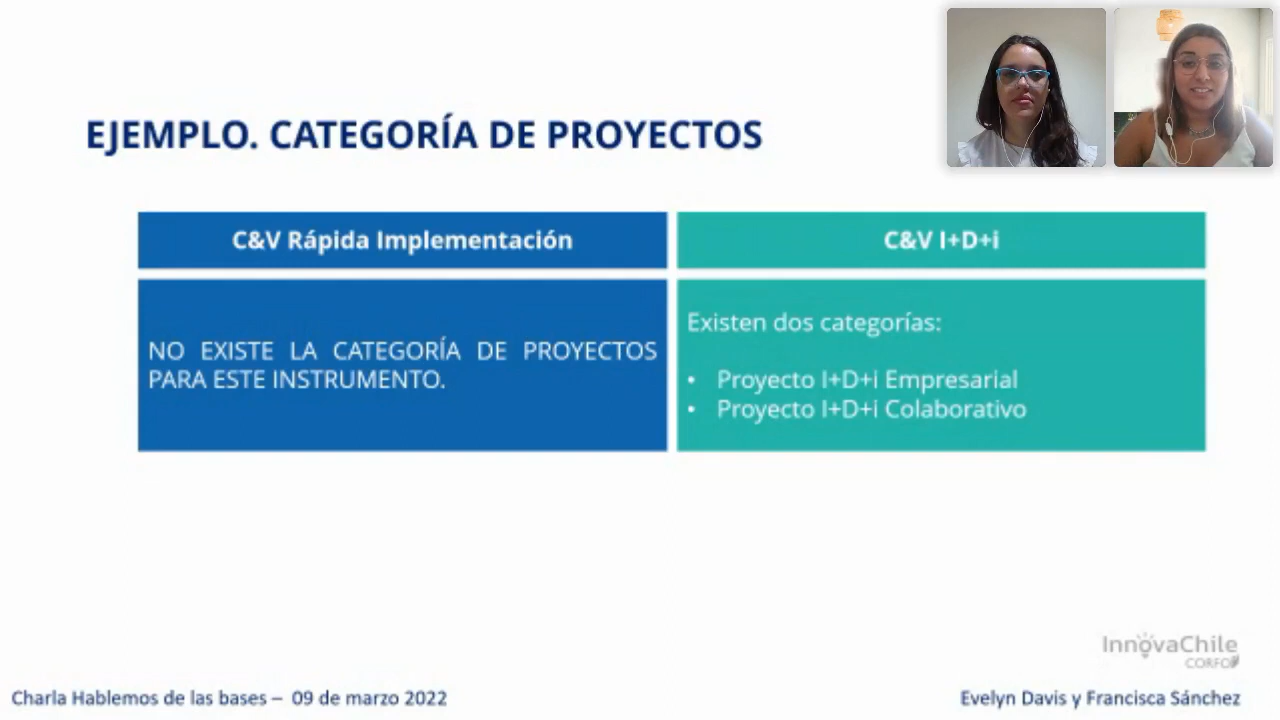 EJEMPLO. CATEGORÍA DE PROYECTOS
C&V Rápida Implementación
NO EXISTE LA CATEGORÍA DE PROYECTOS
PARA ESTE INSTRUMENTO.
C&V I+D+i
Existen dos categorías:
• Proyecto I+D+i Empresarial
• Proyecto I+D+i Colaborativo
InnovaChile
CORFO
Charla Hablemos de las bases – 09 de marzo 2022
Evelyn Davis y Francisca Sánchez